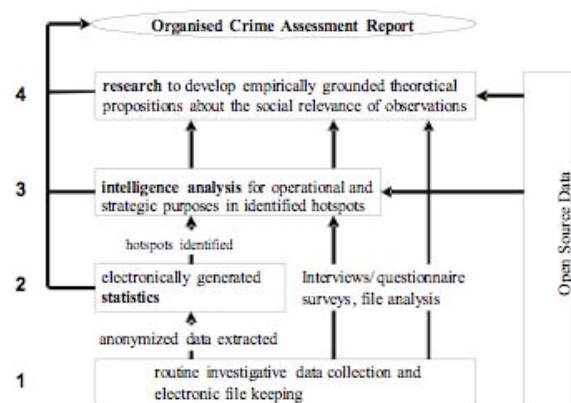 Organised Crime Assessment Report
4
research to develop empirically grounded theoretical
propositions about the social relevance of observations
3
intelligence analysis for operational and
strategic purposes in identified hotspots
hotspots identified
2
electronically generated
statistics
Interviews/questionnaire
surveys, file analysis
anonymized data extracted
1
routine investigative data collection and
electronic file keeping
Open Source Data